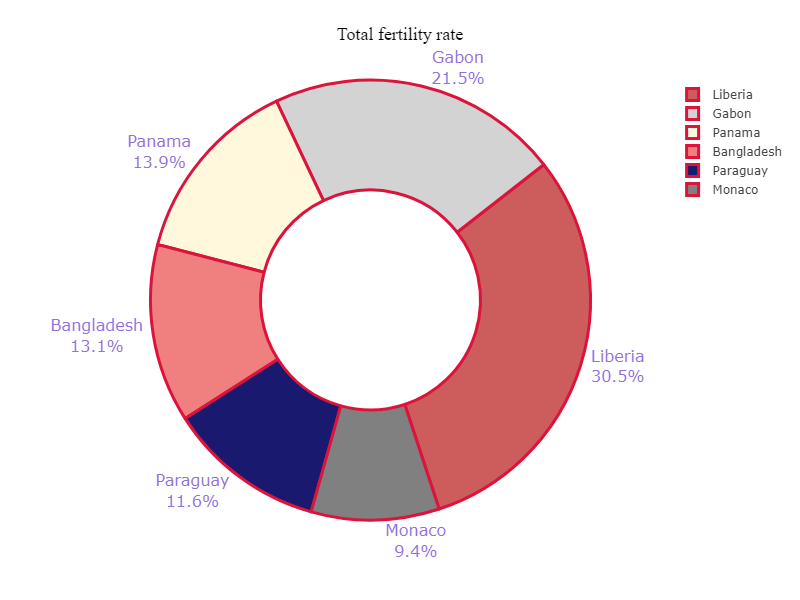 Total fertility rate
Gabon
21.5%
Panama
13.9%
Bangladesh
13.1%
Liberia
30.5%
Paraguay
11.6%
Monaco
9.4%
Liberia
Gabon
Panama
Bangladesh
Paraguay
Monaco